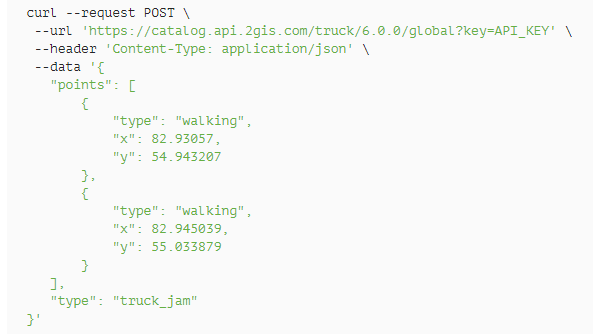 curl --request POST \
 --url 'https://catalog.api.2gis.com/truck/6.0.0/global?key=API_KEY' \
 --header 'Content-Type: application/json' \
 --data '{
   "points": [
       {
           "type": "walking",
           "x": 82.93057,
           "y": 54.943207
       },
       {
           "type": "walking",
           "x": 82.945039,
           "y": 55.033879
       }
   ],
   "type": "truck_jam"
}'